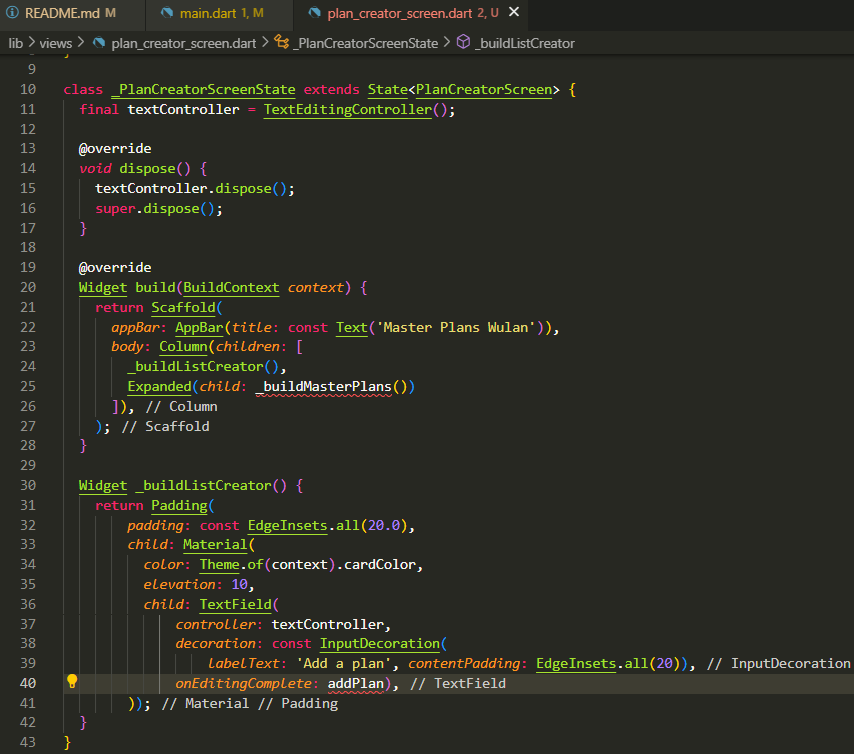 README.md M
main.dart 1, M
plan_creator_screen.dart 2, U
lib > views > plan_creator_screen.dart > _PlanCreatorScreenState > _buildListCreator
9
10 class _PlanCreatorScreenState extends State<PlanCreatorScreen> {
11 final textController = TextEditingController();
12
13 @override
14 void dispose() {
15 textController.dispose();
16 super.dispose();
17 }
18
19 @override
20 Widget build(BuildContext context) {
21 return Scaffold(
22 appBar: AppBar(title: const Text('Master Plans Wulan')),
23 body: Column(children: [
24 _buildListCreator(),
25 Expanded(child: _buildMasterPlans())
26 ]), // Column
27 ); // Scaffold
28 }
29
30 Widget _buildListCreator() {
31 return Padding(
32 padding: const EdgeInsets.all(20.0),
33 child: Material(
34 color: Theme.of(context).cardColor,
35 elevation: 10,
36 child: TextField(
37 controller: textController,
38 decoration: const InputDecoration(
39 labelText: 'Add a plan', contentPadding: EdgeInsets.all(20)), // InputDecoration
40 onEditingComplete: addPlan), // TextField
41 )); // Material // Padding
42 }
43 }